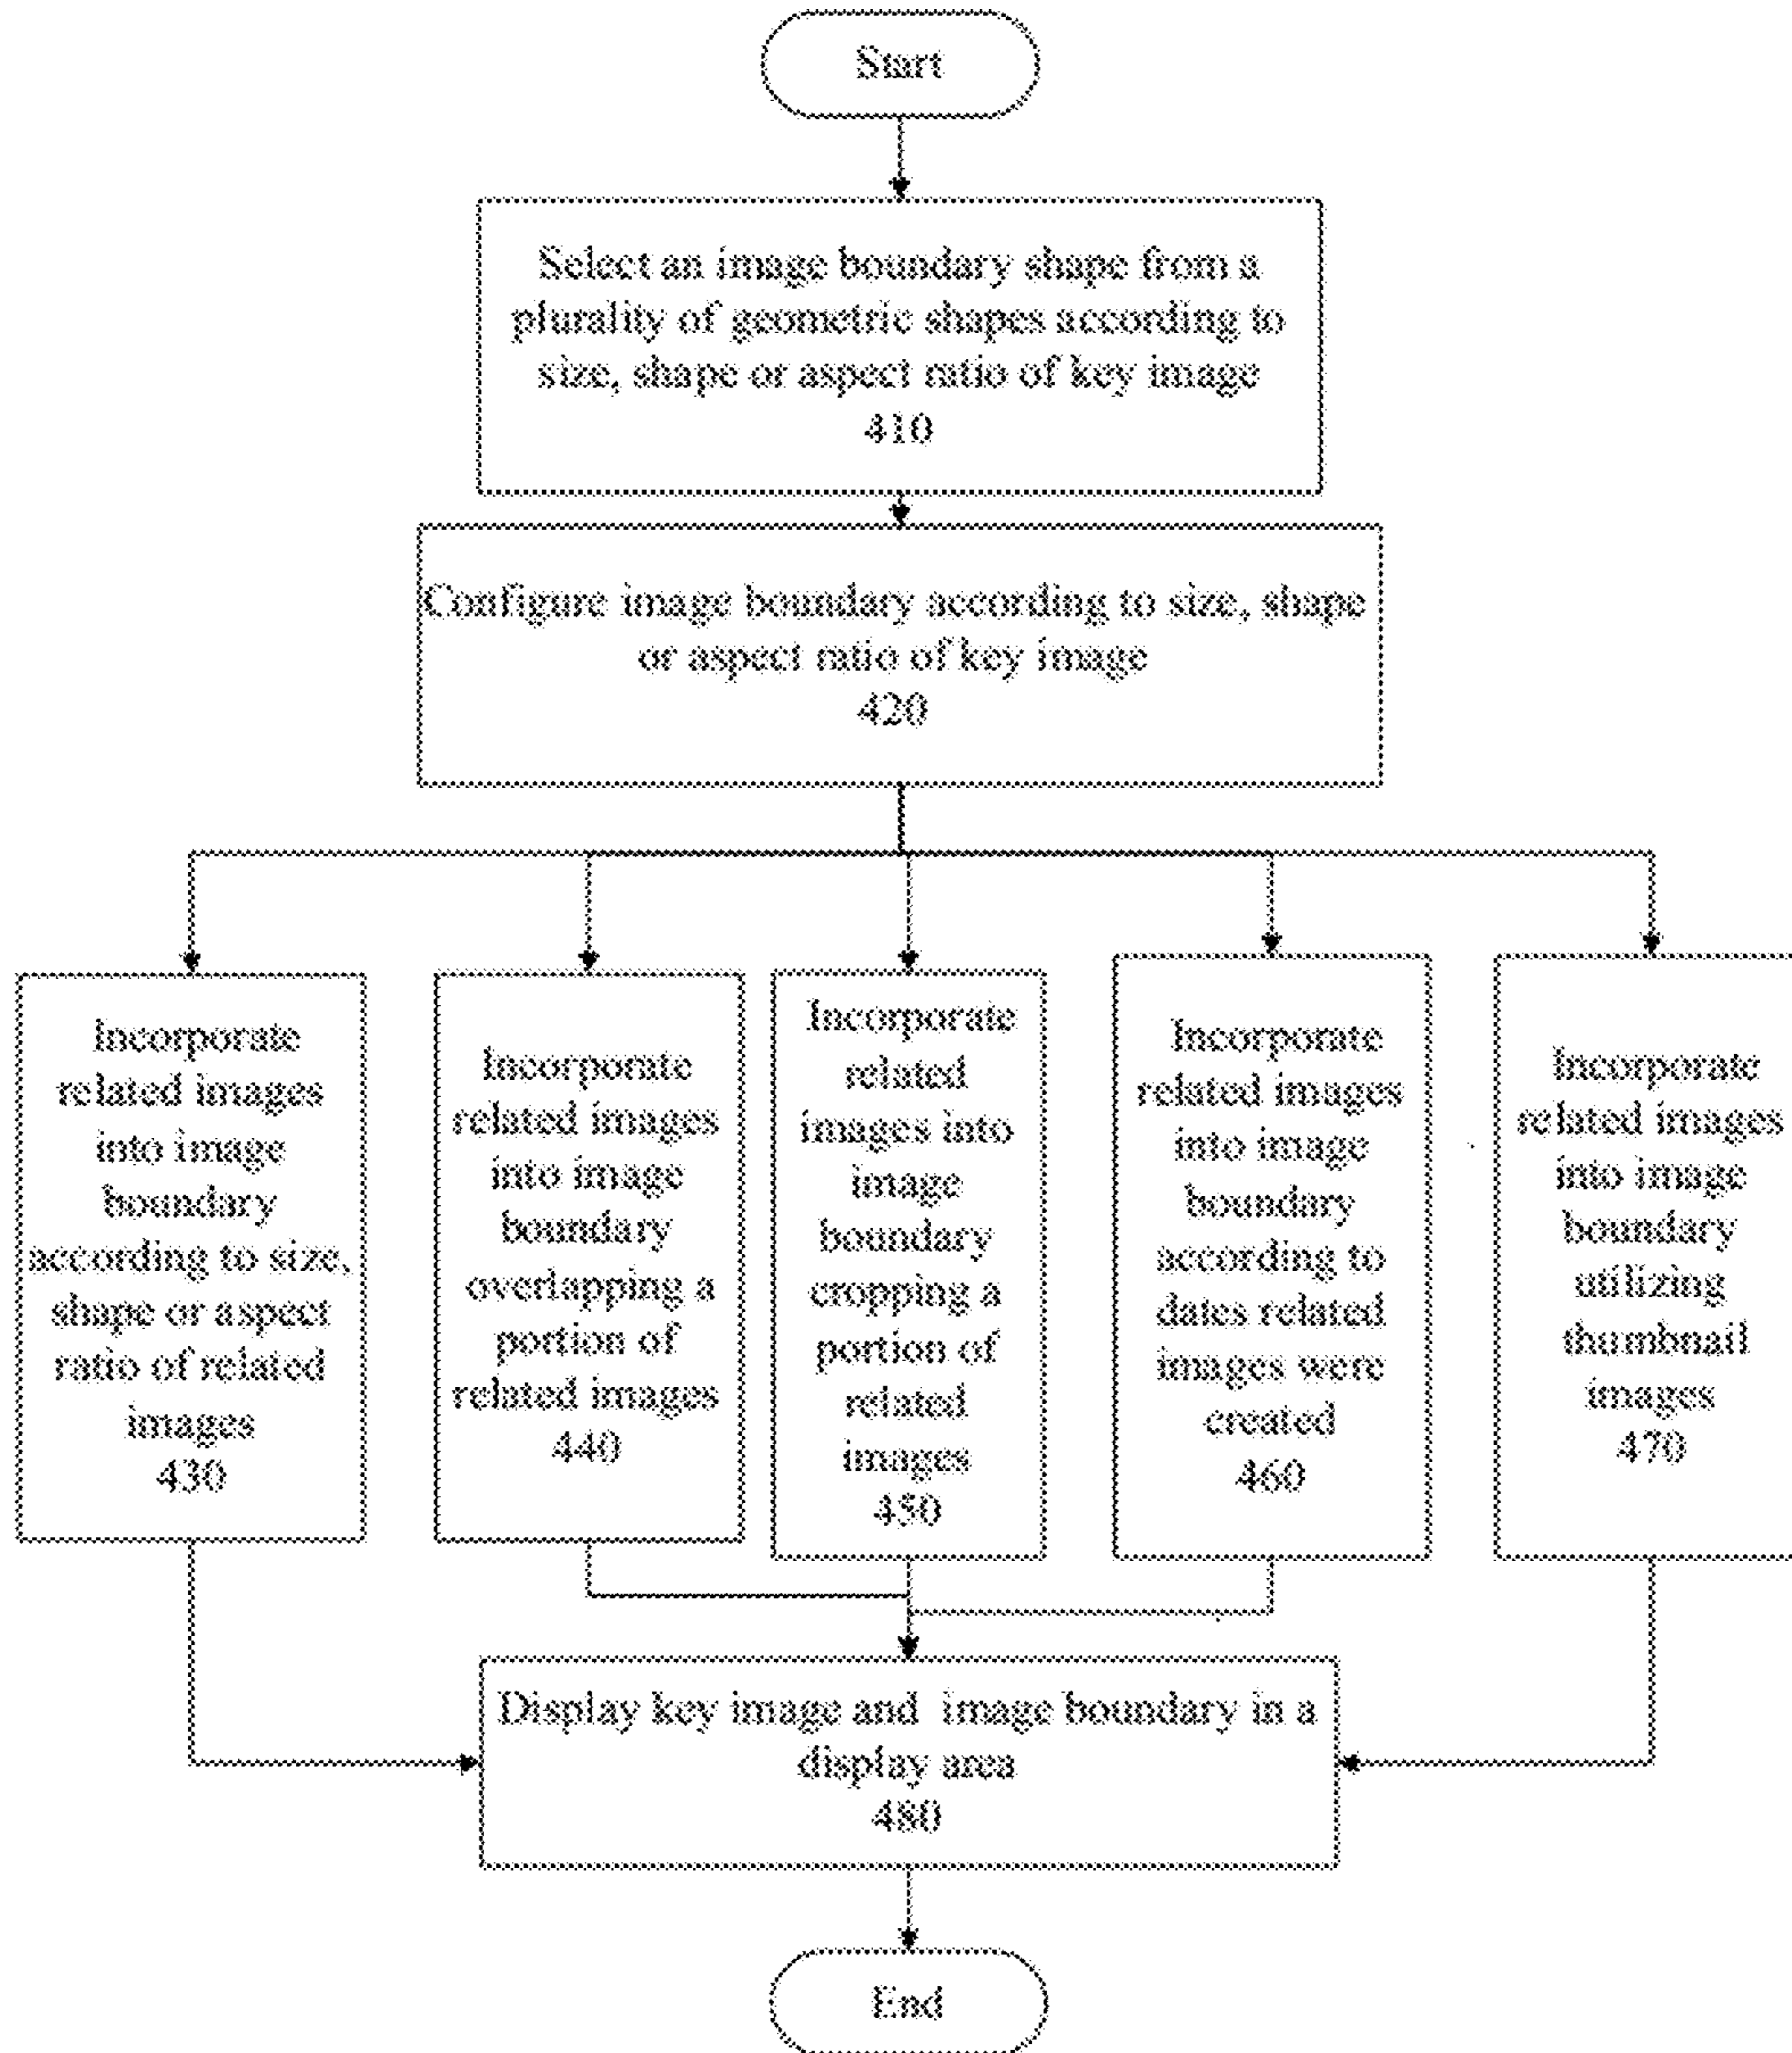 Start
Select an image boundary shape from a
plurality of geometric shapes according to
size, shape or aspect ratio of key image
410
Configure image boundary according to size, shape
or aspect ratio of key image
420
Incorporate
related images
into image
boundary
according to size,
shape or aspect
ratio of related
images
430
Incorporate
related images
into image
boundary
overlapping a
portion of
related images
440
Incorporate
related
images into
image
boundary
cropping a
portion of
related
images
450
Incorporate
related images
into image
boundary
according to
dates related
images were
created
460
Incorporate
related images
into image
boundary
utilizing
thumbnail
images
470
Display key image and image boundary in a
display area
480
End